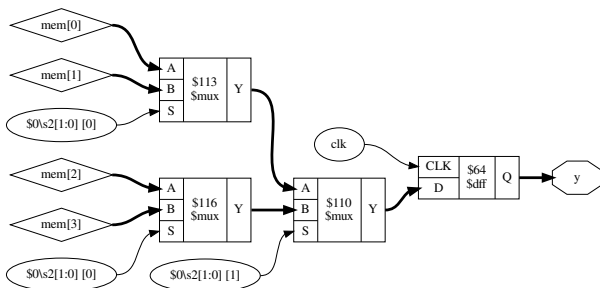 mem[0]
mem[1]
$0\s2[1:0] [0]
A
B
S
$113
$mux
Y
mem[2]
mem[3]
$0\s2[1:0] [0]
A
B
S
$116
$mux
Y
$0\s2[1:0] [1]
A
B
S
$110
$mux
Y
clk
CLK
D
$64
$dff
Q
y